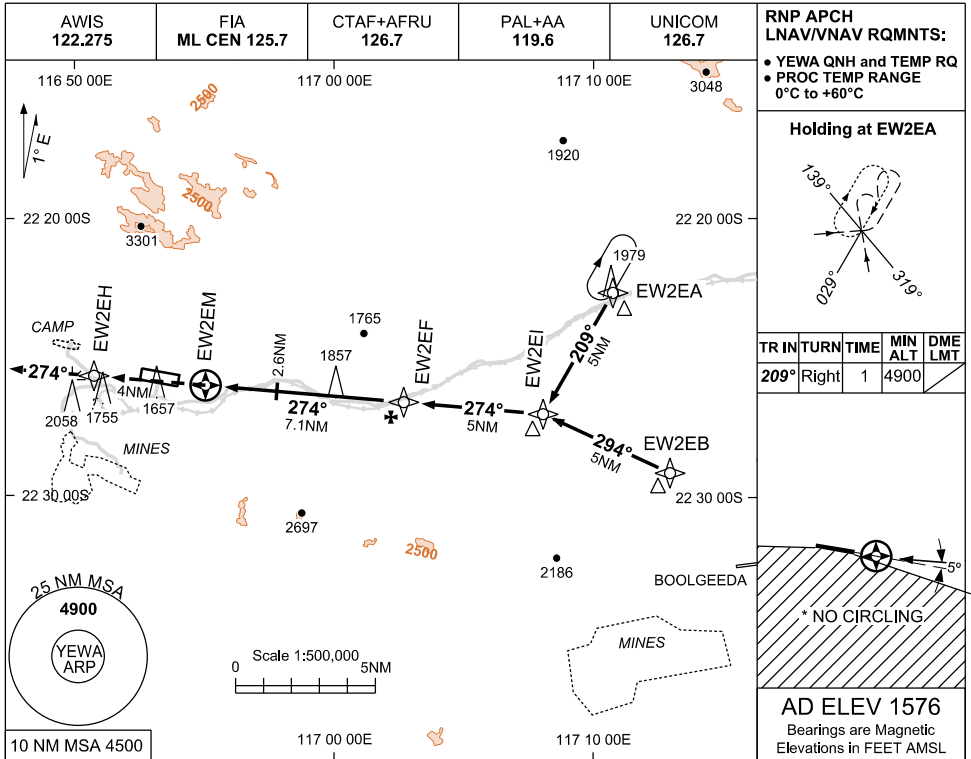 AWIS
122.275
FIA
ML CEN 125.7
CTAF+AFRU
126.7
PAL+AA
119.6
UNICOM
126.7
RNP APCH
LNAV/VNAV RQMNTS:
• YEWA QNH and TEMP RQ
• PROC TEMP RANGE
0°C to +60°C
116 50 00E
117 00 00E
117 10 00E
1° E
2500
3048
1920
2500
3301
22 20 00S
22 20 00S
1979
EW2EA
209°
5NM
CAMP
EW2EH
EW2EM
1765
2.6NM
1857
EW2EF
EW2EI
274°
4NM
274°
7.1NM
274°
5NM
294°
5NM
EW2EB
2058
1755
1657
MINES
22 30 00S
22 30 00S
2697
2500
2186
BOOLGEEDA
MINES
25 NM MSA
4900
YEWA
ARP
Scale 1:500,000
0
5NM
10 NM MSA 4500
117 00 00E
117 10 00E
Holding at EW2EA
139°
029°
319°
TR IN
TURN
TIME
MIN ALT
DME LMT
209°
Right
1
4900
5°
* NO CIRCLING
AD ELEV 1576
Bearings are Magnetic
Elevations in FEET AMSL